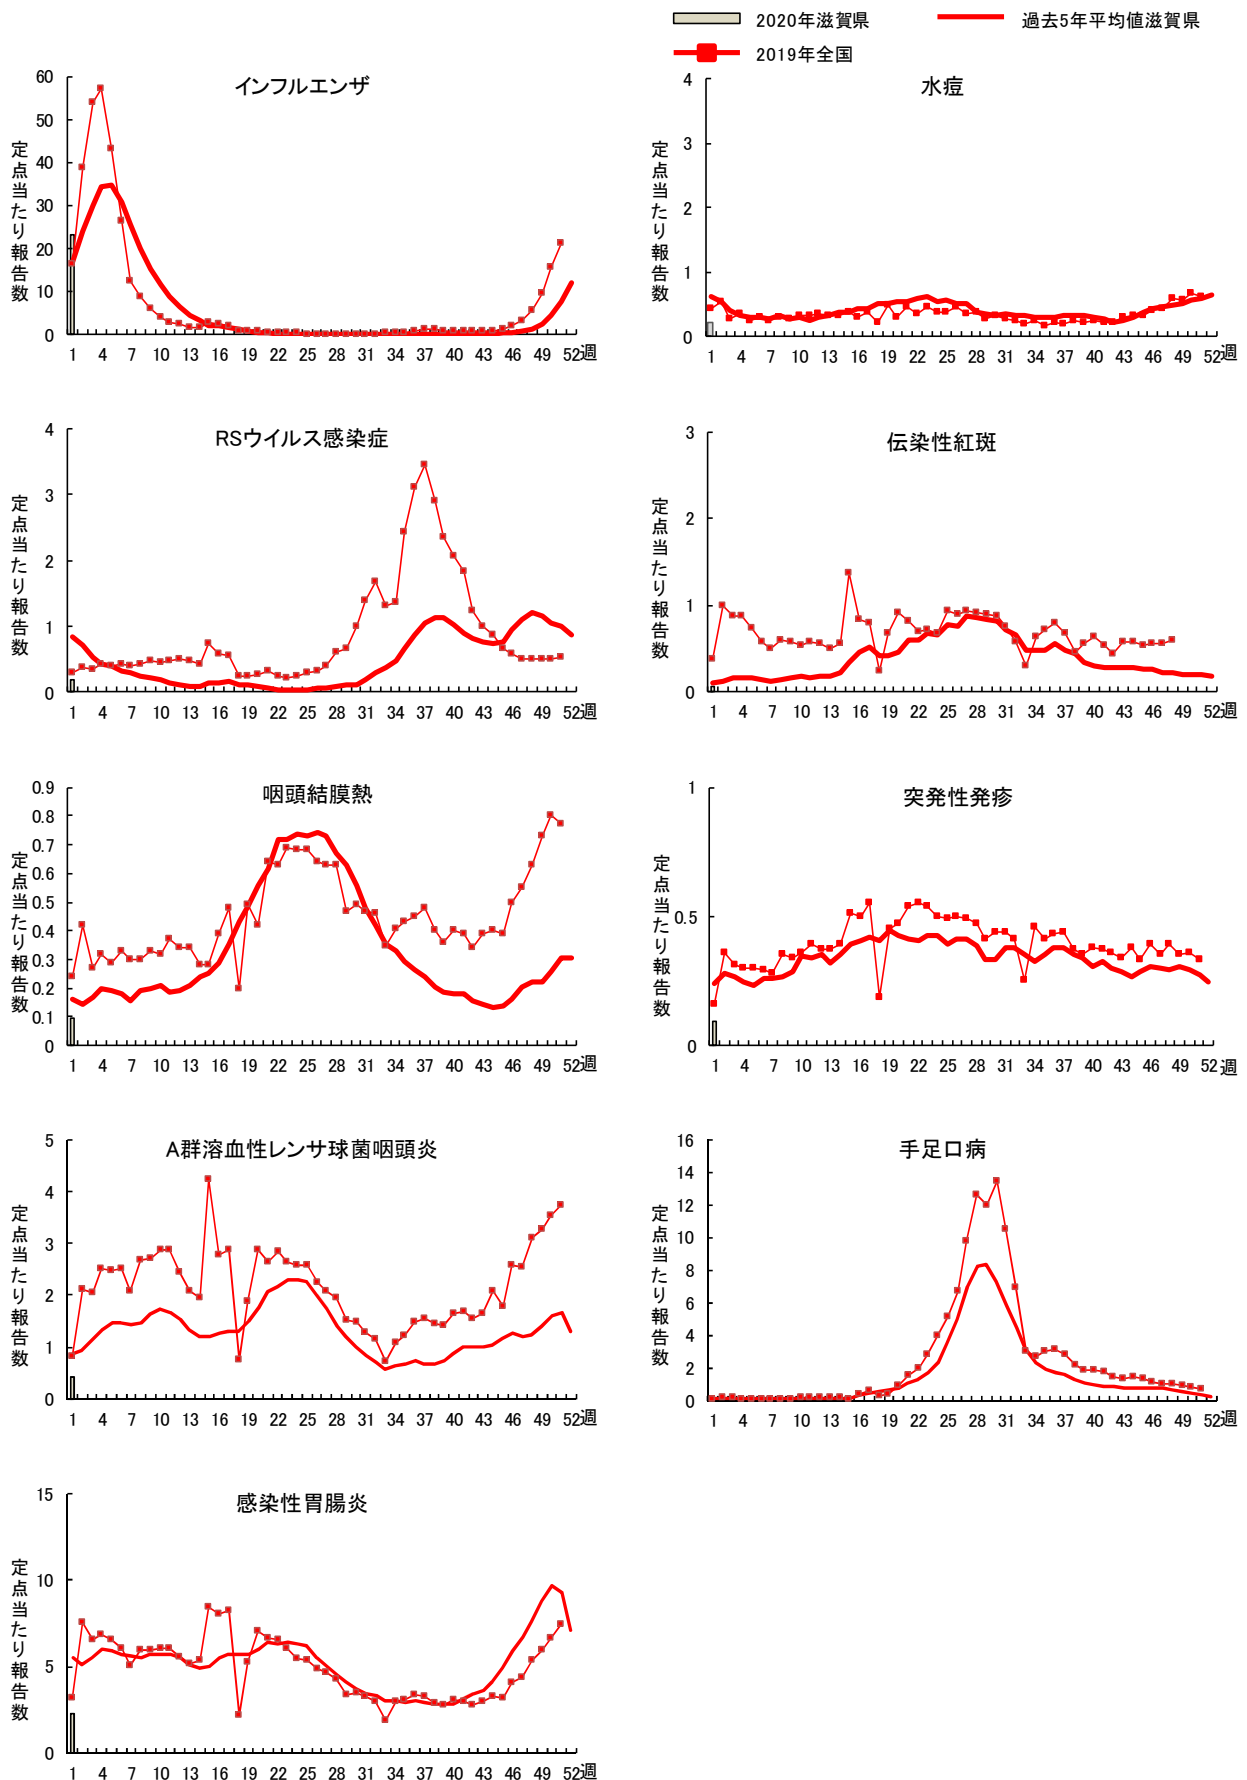 2020年滋賀県
過去5年平均値滋賀県
2019年全国
インフルエンザ
定点当たり報告数
60
50
40
30
20
10
0
1 4 7 10 13 16 19 22 25 28 31 34 37 40 43 46 49 52週
水痘
定点当たり報告数
4
3
2
1
0
1 4 7 10 13 16 19 22 25 28 31 34 37 40 43 46 49 52週
RSウイルス感染症
定点当たり報告数
4
3
2
1
0
1 4 7 10 13 16 19 22 25 28 31 34 37 40 43 46 49 52週
伝染性紅斑
定点当たり報告数
3
2
1
0
1 4 7 10 13 16 19 22 25 28 31 34 37 40 43 46 49 52週
咽頭結膜熱
定点当たり報告数
0.9
0.8
0.7
0.6
0.5
0.4
0.3
0.2
0.1
0
1 4 7 10 13 16 19 22 25 28 31 34 37 40 43 46 49 52週
突発性発疹
定点当たり報告数
1
0.5
0
1 4 7 10 13 16 19 22 25 28 31 34 37 40 43 46 49 52週
A群溶血性レンサ球菌咽頭炎
定点当たり報告数
5
4
3
2
1
0
1 4 7 10 13 16 19 22 25 28 31 34 37 40 43 46 49 52週
手足口病
定点当たり報告数
16
14
12
10
8
6
4
2
0
1 4 7 10 13 16 19 22 25 28 31 34 37 40 43 46 49 52週
感染性胃腸炎
定点当たり報告数
15
10
5
0
1 4 7 10 13 16 19 22 25 28 31 34 37 40 43 46 49 52週